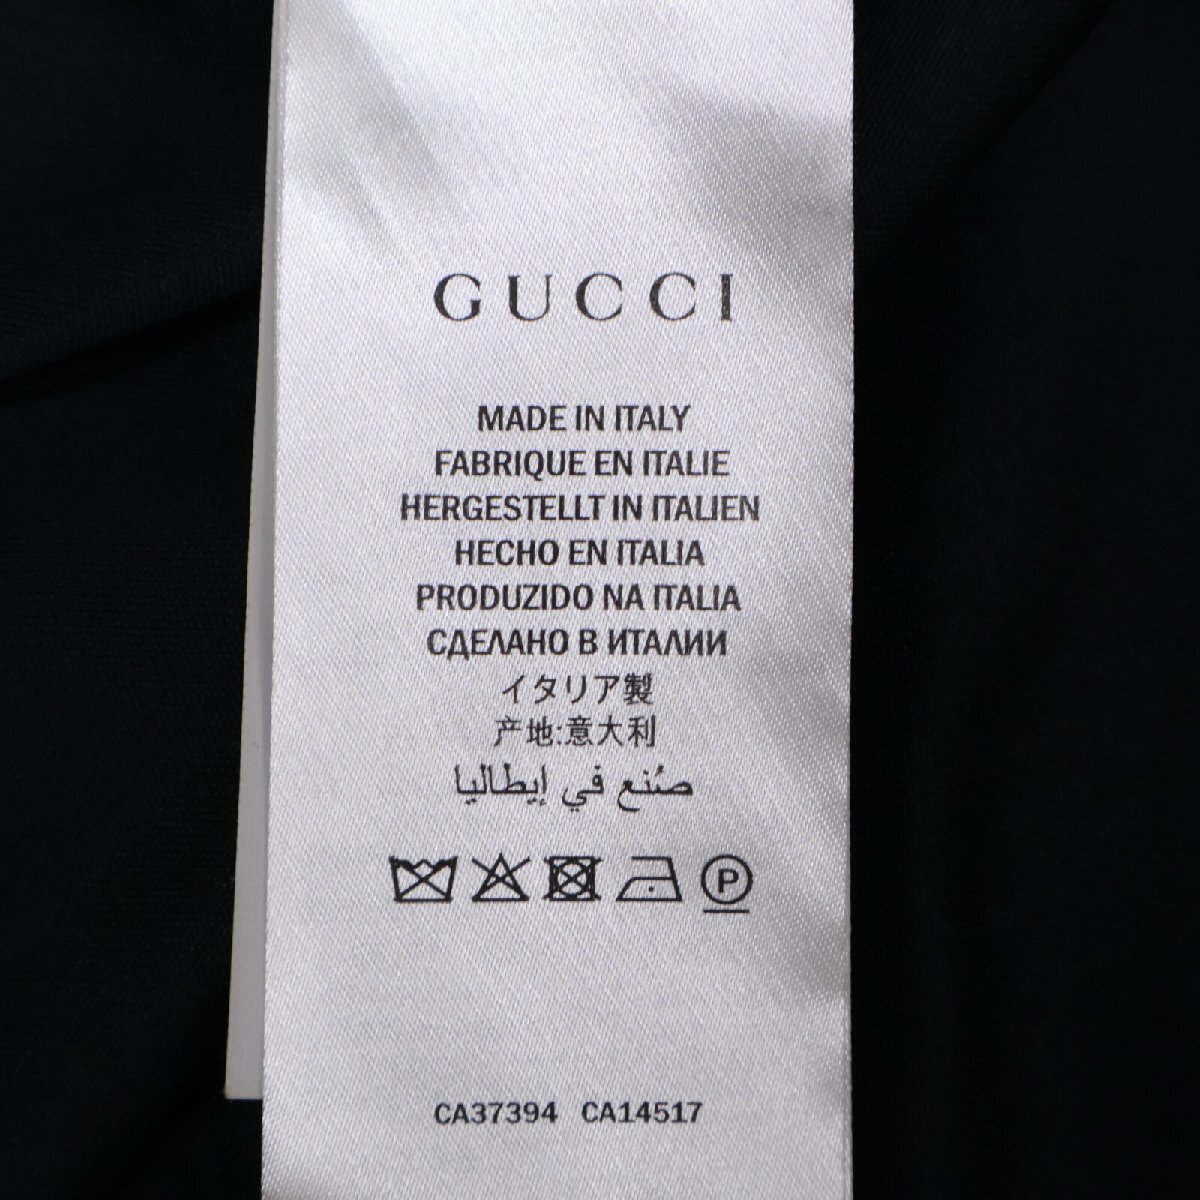 GUCCI
MADE IN ITALY
FABRIQUE EN ITALIE
HERGESTELLT IN ITALIEN
HECHO EN ITALIA
PRODUZIDO NA ITALIA
СДЕЛАНО В ИТАЛИИ
イタリア製
产地:意大利
صُنع في إيطاليا
P
CA37394 CA14517